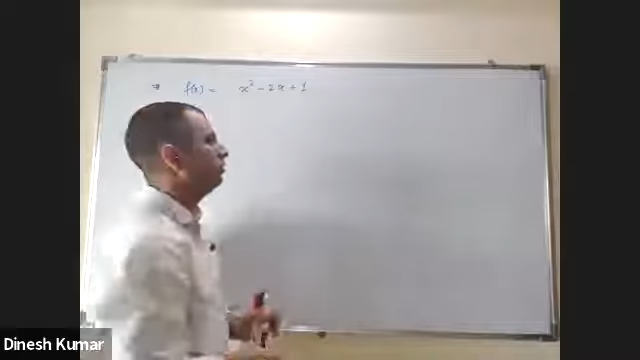 ⇒ f(x) = x² - 2x + 1
Dinesh Kumar